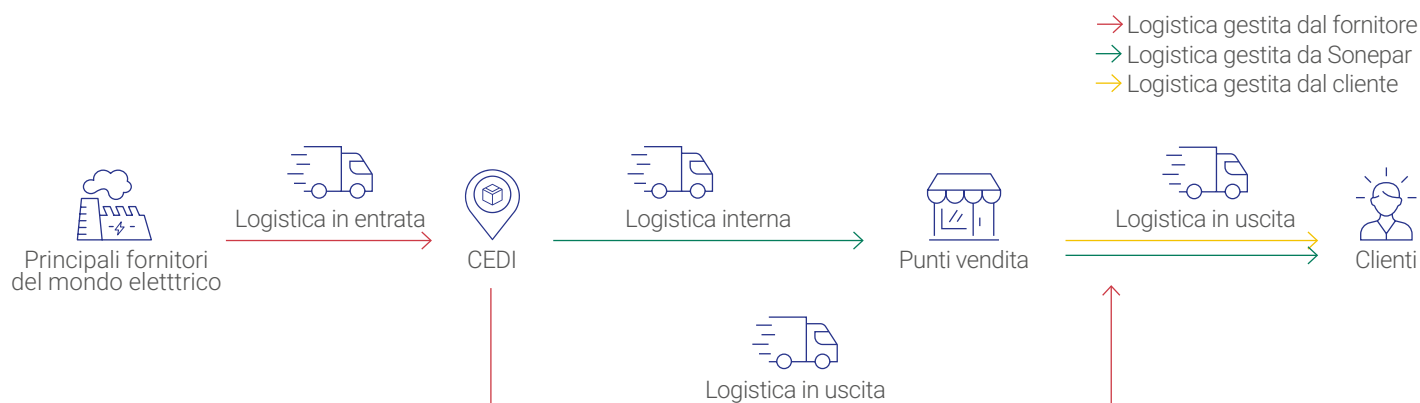 Logistica gestita dal fornitore
Logistica gestita da Sonepar
Logistica gestita dal cliente
Logistica in entrata
Logistica interna
Logistica in uscita
Principali fornitori
del mondo eletttrico
CEDI
Punti vendita
Clienti
Logistica in uscita